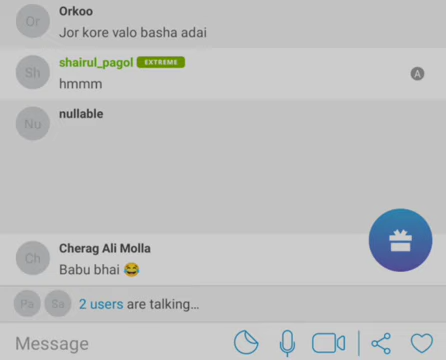 Or
Orkoo
Jor kore valo basha adai
Sh
shairul_pagol EXTREME
hmmm
A
Nu
nullable
Ch
Cherag Ali Molla
Babu bhai 😂
Pa Sa 2 users are talking...
Message